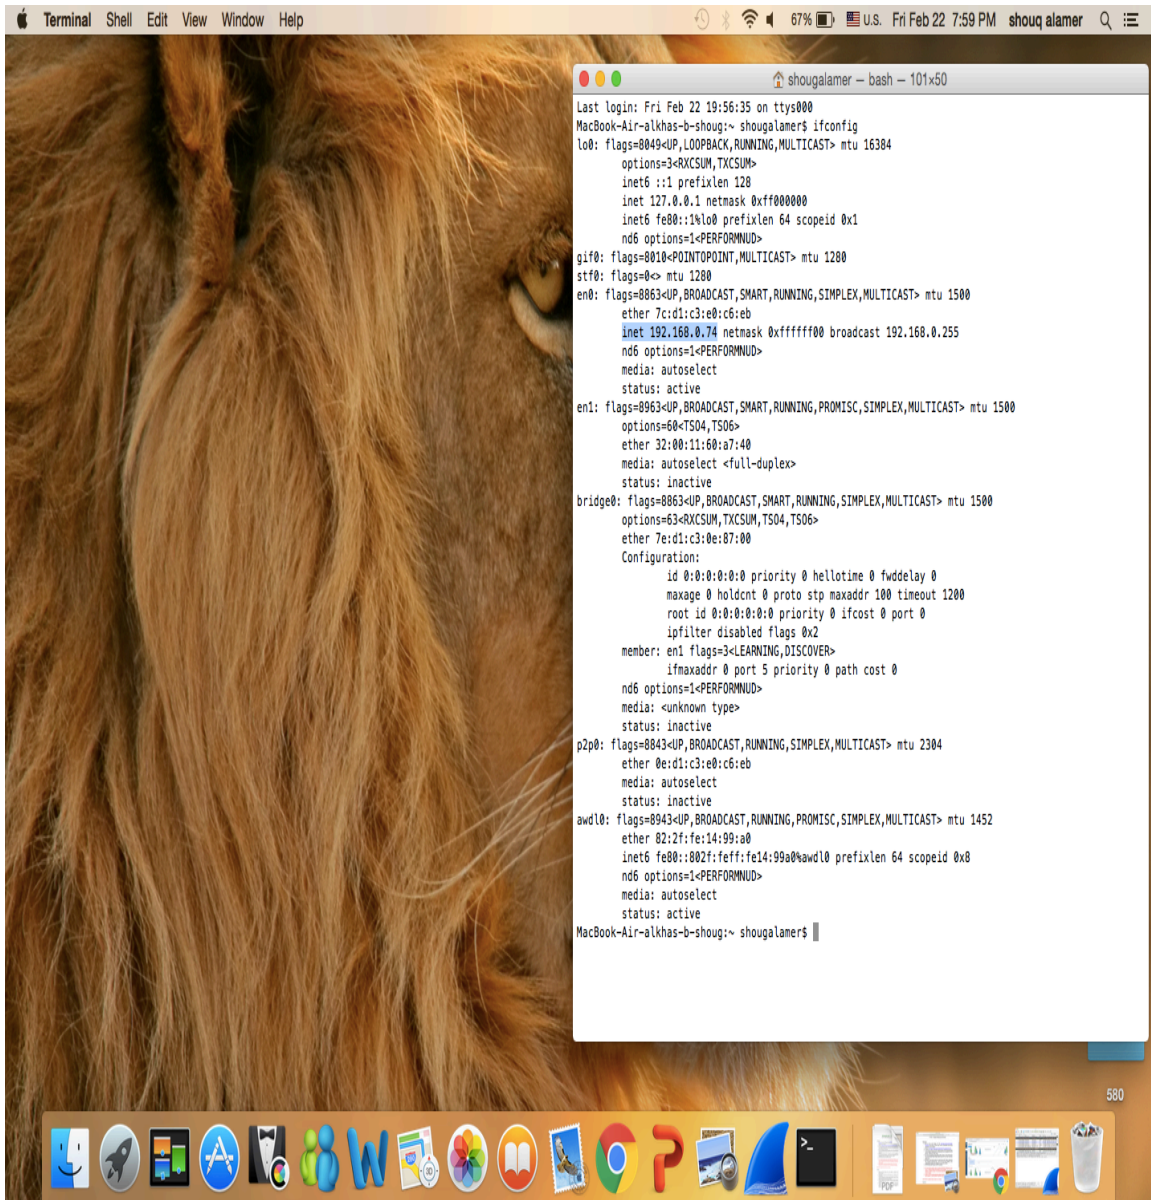 Terminal Shell Edit View Window Help 67% U.S. Fri Feb 22 7:59 PM shouq alamer
shougalamer — bash — 101×50
Last login: Fri Feb 22 19:56:35 on ttys000
MacBook-Air-alkhas-b-shoug:~ shougalamer$ ifconfig
lo0: flags=8049<UP,LOOPBACK,RUNNING,MULTICAST> mtu 16384
options=3<RXCSUM,TXCSUM>
inet6 ::1 prefixlen 128
inet 127.0.0.1 netmask 0xff000000
inet6 fe80::1%lo0 prefixlen 64 scopeid 0x1
nd6 options=1<PERFORMNUD>
gif0: flags=8010<POINTOPOINT,MULTICAST> mtu 1280
stf0: flags=0<> mtu 1280
en0: flags=8863<UP,BROADCAST,SMART,RUNNING,SIMPLEX,MULTICAST> mtu 1500
ether 7c:d1:c3:e0:c6:eb
inet 192.168.0.74 netmask 0xffffff00 broadcast 192.168.0.255
nd6 options=1<PERFORMNUD>
media: autoselect
status: active
en1: flags=8963<UP,BROADCAST,SMART,RUNNING,PROMISC,SIMPLEX,MULTICAST> mtu 1500
options=60<TSO4,TSO6>
ether 32:00:11:60:a7:40
media: autoselect <full-duplex>
status: inactive
bridge0: flags=8863<UP,BROADCAST,SMART,RUNNING,SIMPLEX,MULTICAST> mtu 1500
options=63<RXCSUM,TXCSUM,TSO4,TSO6>
ether 7e:d1:c3:0e:87:00
Configuration:
id 0:0:0:0:0:0 priority 0 hellotime 0 fwddelay 0
maxage 0 holdcnt 0 proto stp maxaddr 100 timeout 1200
root id 0:0:0:0:0:0 priority 0 ifcost 0 port 0
ipfilter disabled flags 0x2
member: en1 flags=3<LEARNING,DISCOVER>
ifmaxaddr 0 port 5 priority 0 path cost 0
nd6 options=1<PERFORMNUD>
media: <unknown type>
status: inactive
p2p0: flags=8843<UP,BROADCAST,RUNNING,SIMPLEX,MULTICAST> mtu 2304
ether 0e:d1:c3:e0:c6:eb
media: autoselect
status: inactive
awdl0: flags=8943<UP,BROADCAST,RUNNING,PROMISC,SIMPLEX,MULTICAST> mtu 1452
ether 82:2f:fe:14:99:a0
inet6 fe80::802f:feff:fe14:99a0%awdl0 prefixlen 64 scopeid 0x8
nd6 options=1<PERFORMNUD>
media: autoselect
status: active
MacBook-Air-alkhas-b-shoug:~ shougalamer$
580